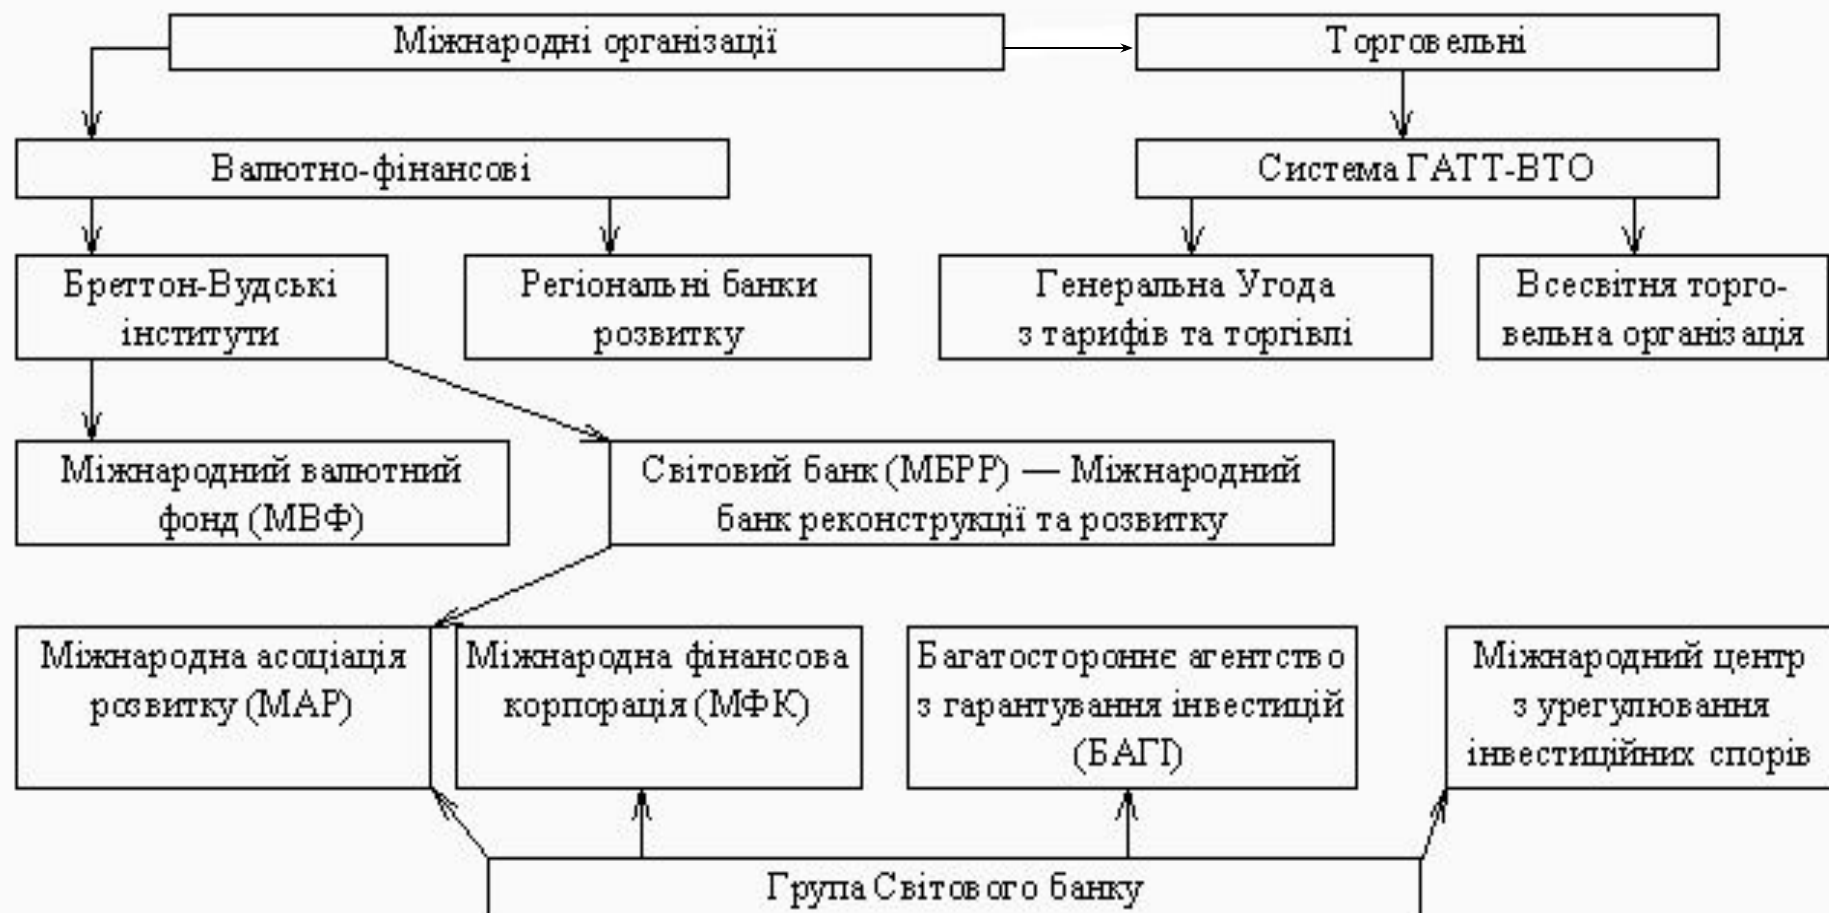 Міжнародні організації
Торговельні
Валютно-фінансові
Система ГАТТ-ВТО
Бреттон-Вудські
інститути
Регіональні банки
розвитку
Генеральна Угода
з тарифів та торгівлі
Всесвітня торго-
вельна організація
Міжнародний валютний
фонд (МВФ)
Світовий банк (МБРР) — Міжнародний
банк реконструкції та розвитку
Міжнародна асоціація
розвитку (МАР)
Міжнародна фінансова
корпорація (МФК)
Багатостороннє агентство
з гарантування інвестицій
(БАГІ)
Міжнародний центр
з урегулювання
інвестиційних спорів
Група Світового банку